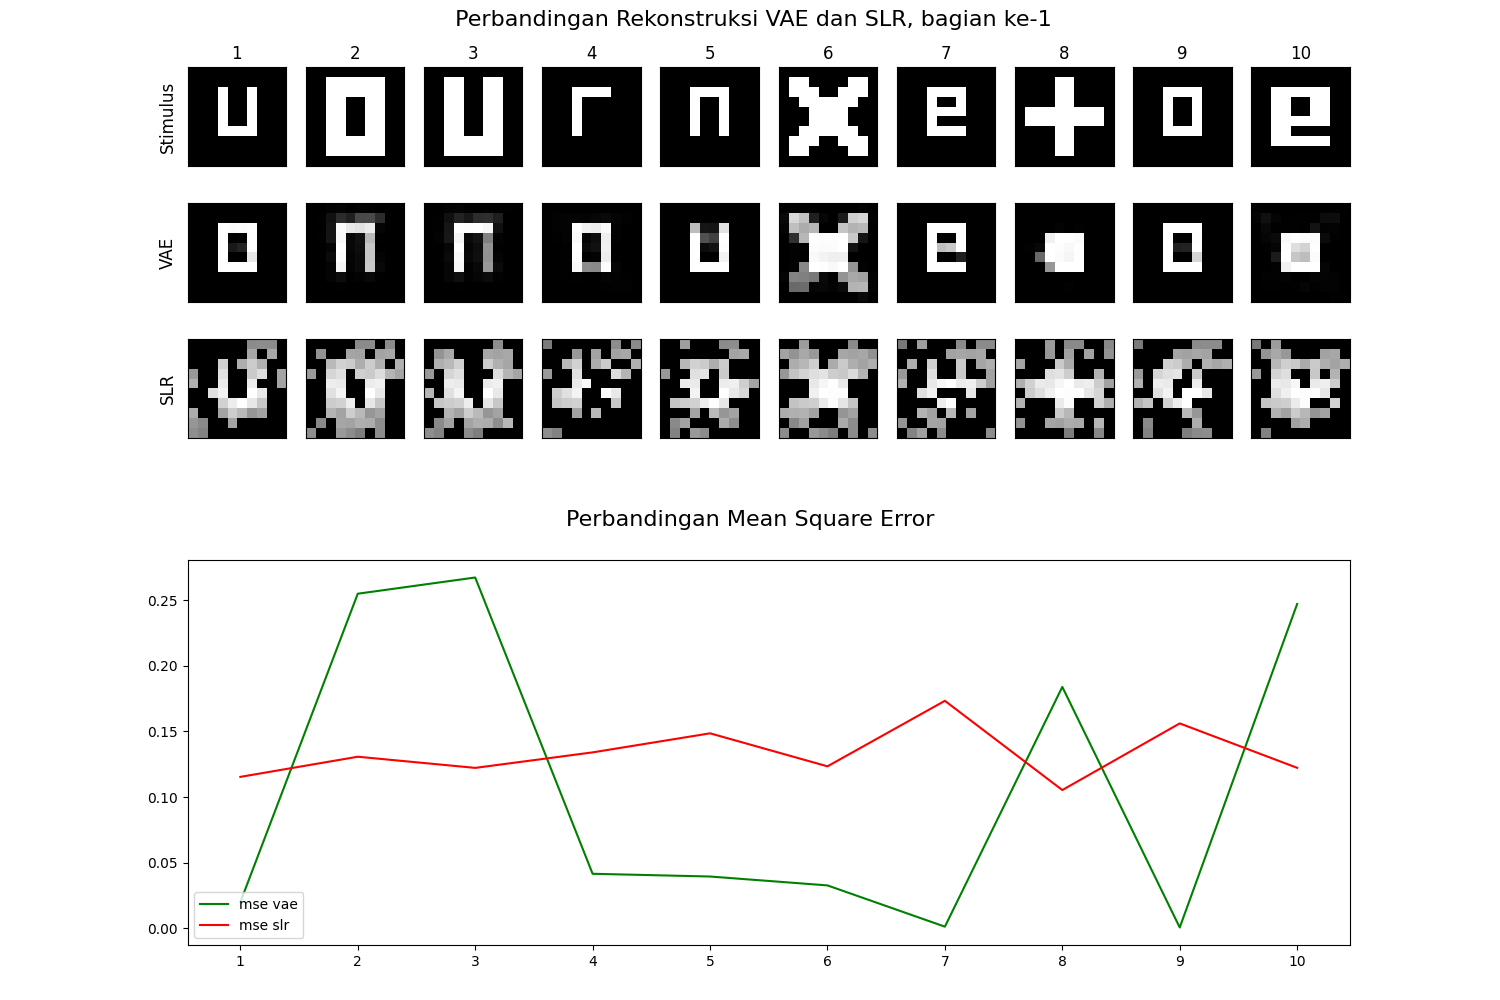 Perbandingan Rekonstruksi VAE dan SLR, bagian ke-1
1 2 3 4 5 6 7 8 9 10
Stimulus
u o u r n x e + o e
VAE
SLR
Perbandingan Mean Square Error
0.25
0.20
0.15
0.10
0.05
0.00
mse vae
mse slr
1 2 3 4 5 6 7 8 9 10